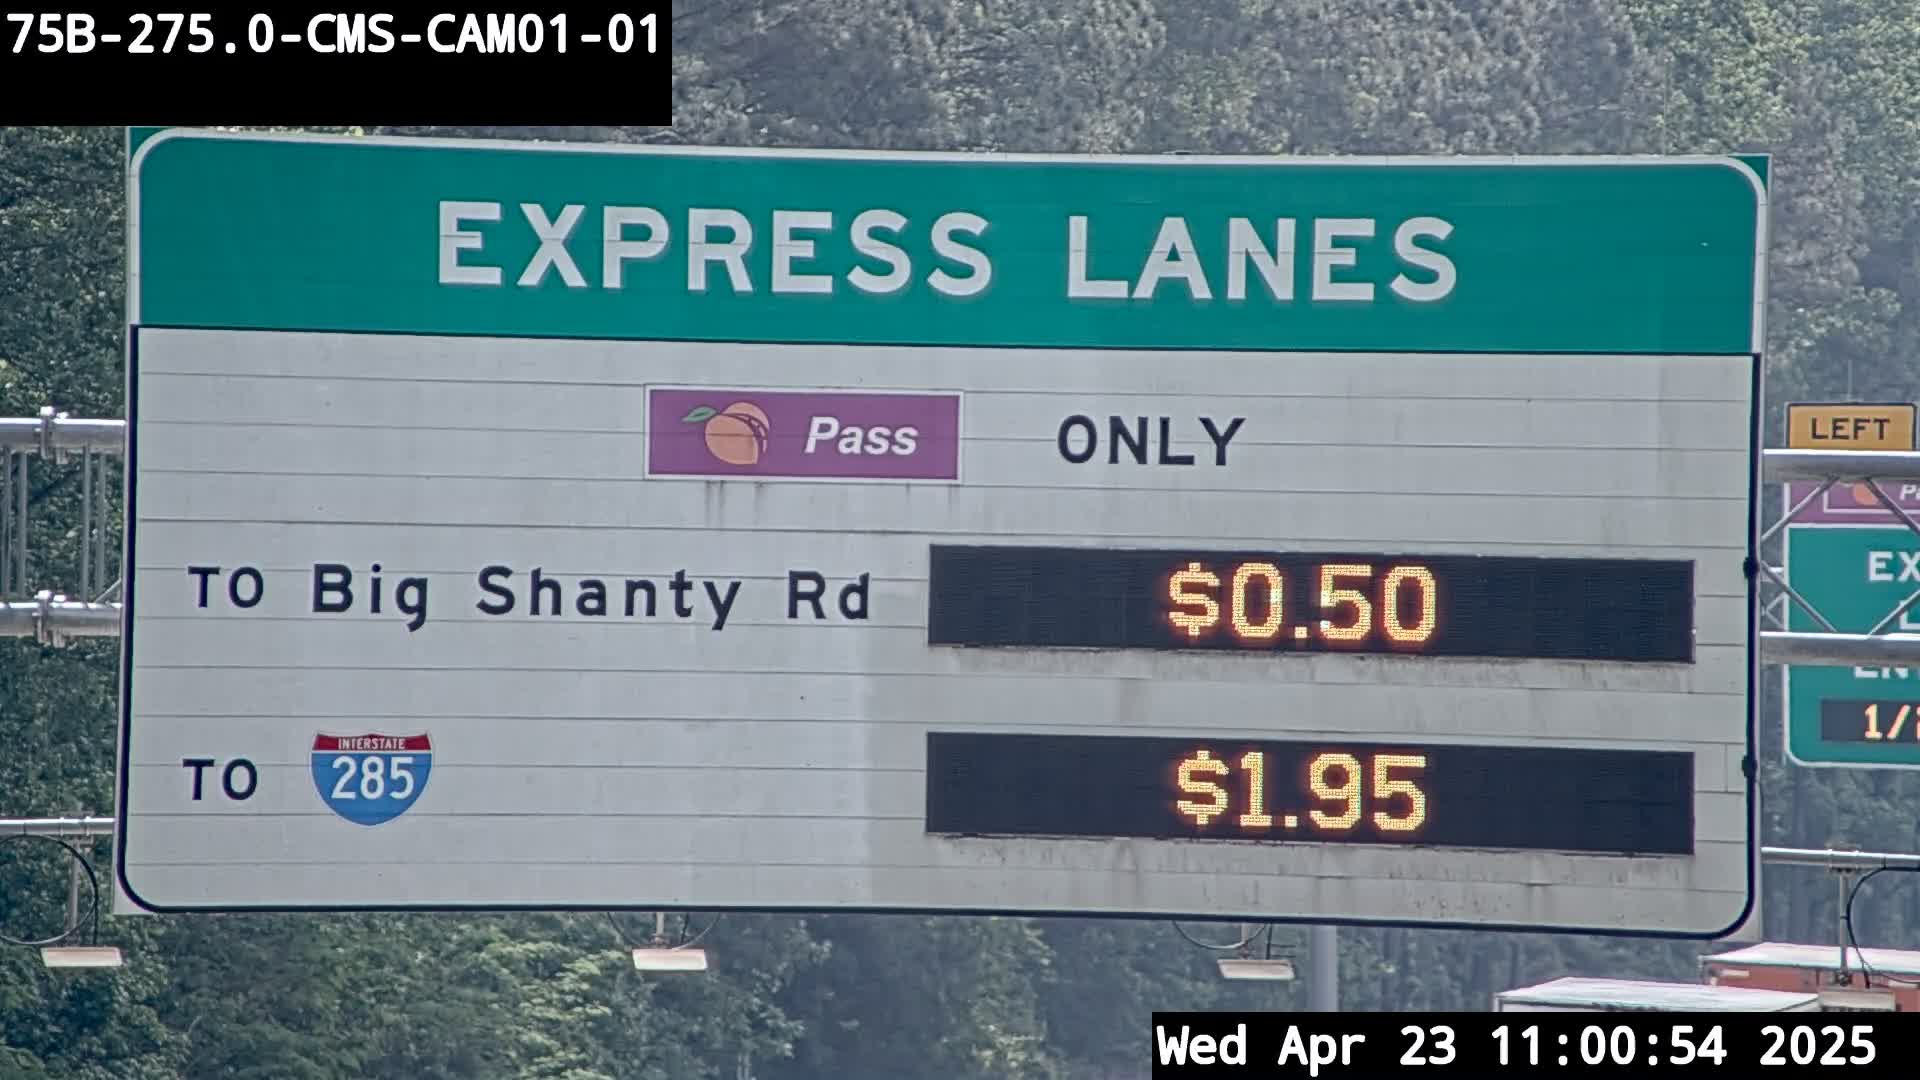 75B-275.0-CMS-CAM01-01
EXPRESS LANES
Pass ONLY
LEFT
TO Big Shanty Rd $0.50
TO INTERSTATE 285 $1.95
Wed Apr 23 11:00:54 2025